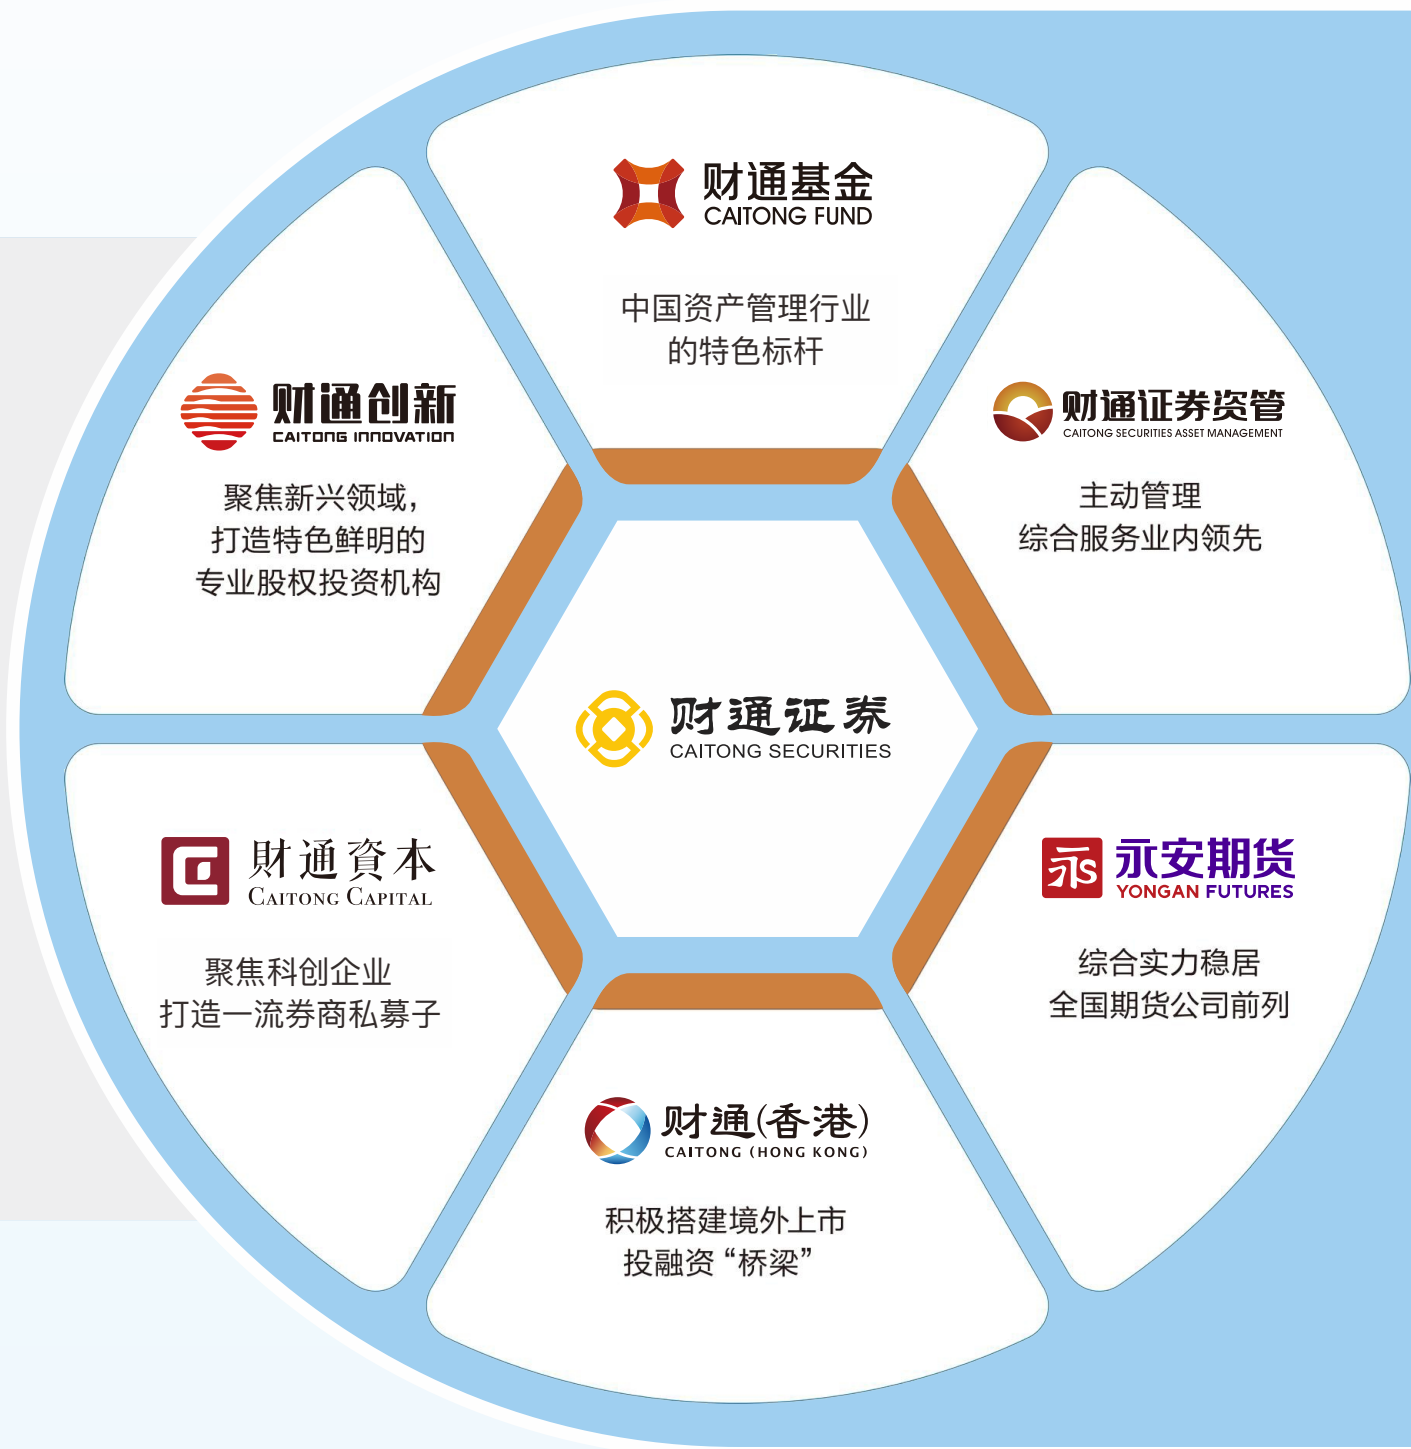 财通基金
CAITONG FUND
中国资产管理行业
的特色标杆
财通创新
CAITONG INNOVATION
聚焦新兴领域，
打造特色鲜明的
专业股权投资机构
财通证券资管
CAITONG SECURITIES ASSET MANAGEMENT
主动管理
综合服务业内领先
财通证券
CAITONG SECURITIES
財通資本
CAITONG CAPITAL
聚焦科创企业
打造一流券商私募子
永安期货
YONGAN FUTURES
综合实力稳居
全国期货公司前列
财通(香港)
CAITONG (HONG KONG)
积极搭建境外上市
投融资“桥梁”